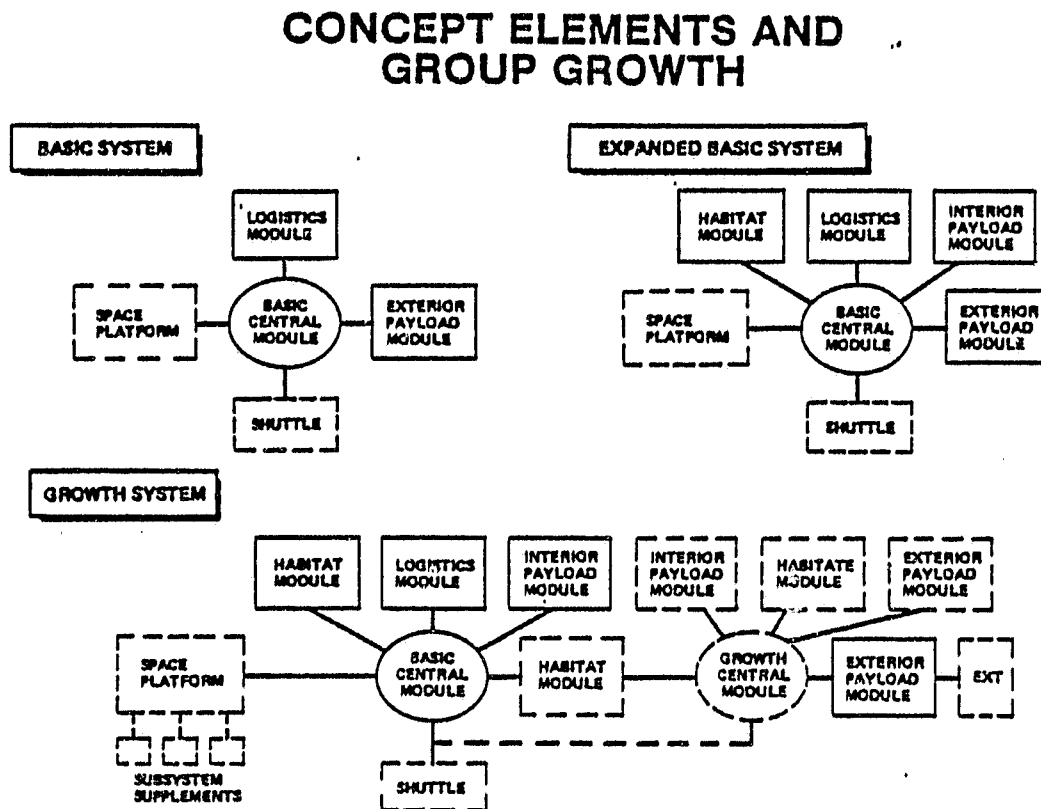 CONCEPT ELEMENTS AND
GROUP GROWTH
BASIC SYSTEM
LOGISTICS
MODULE
SPACE
PLATFORM
BASIC
CENTRAL
MODULE
EXTERIOR
PAYLOAD
MODULE
SHUTTLE
EXPANDED BASIC SYSTEM
HABITAT
MODULE
LOGISTICS
MODULE
INTERIOR
PAYLOAD
MODULE
SPACE
PLATFORM
BASIC
CENTRAL
MODULE
EXTERIOR
PAYLOAD
MODULE
SHUTTLE
GROWTH SYSTEM
HABITAT
MODULE
LOGISTICS
MODULE
INTERIOR
PAYLOAD
MODULE
INTERIOR
PAYLOAD
MODULE
HABITATE
MODULE
EXTERIOR
PAYLOAD
MODULE
SPACE
PLATFORM
BASIC
CENTRAL
MODULE
HABITAT
MODULE
GROWTH
CENTRAL
MODULE
EXTERIOR
PAYLOAD
MODULE
EXT
SUBSYSTEM
SUPPLEMENTS
SHUTTLE